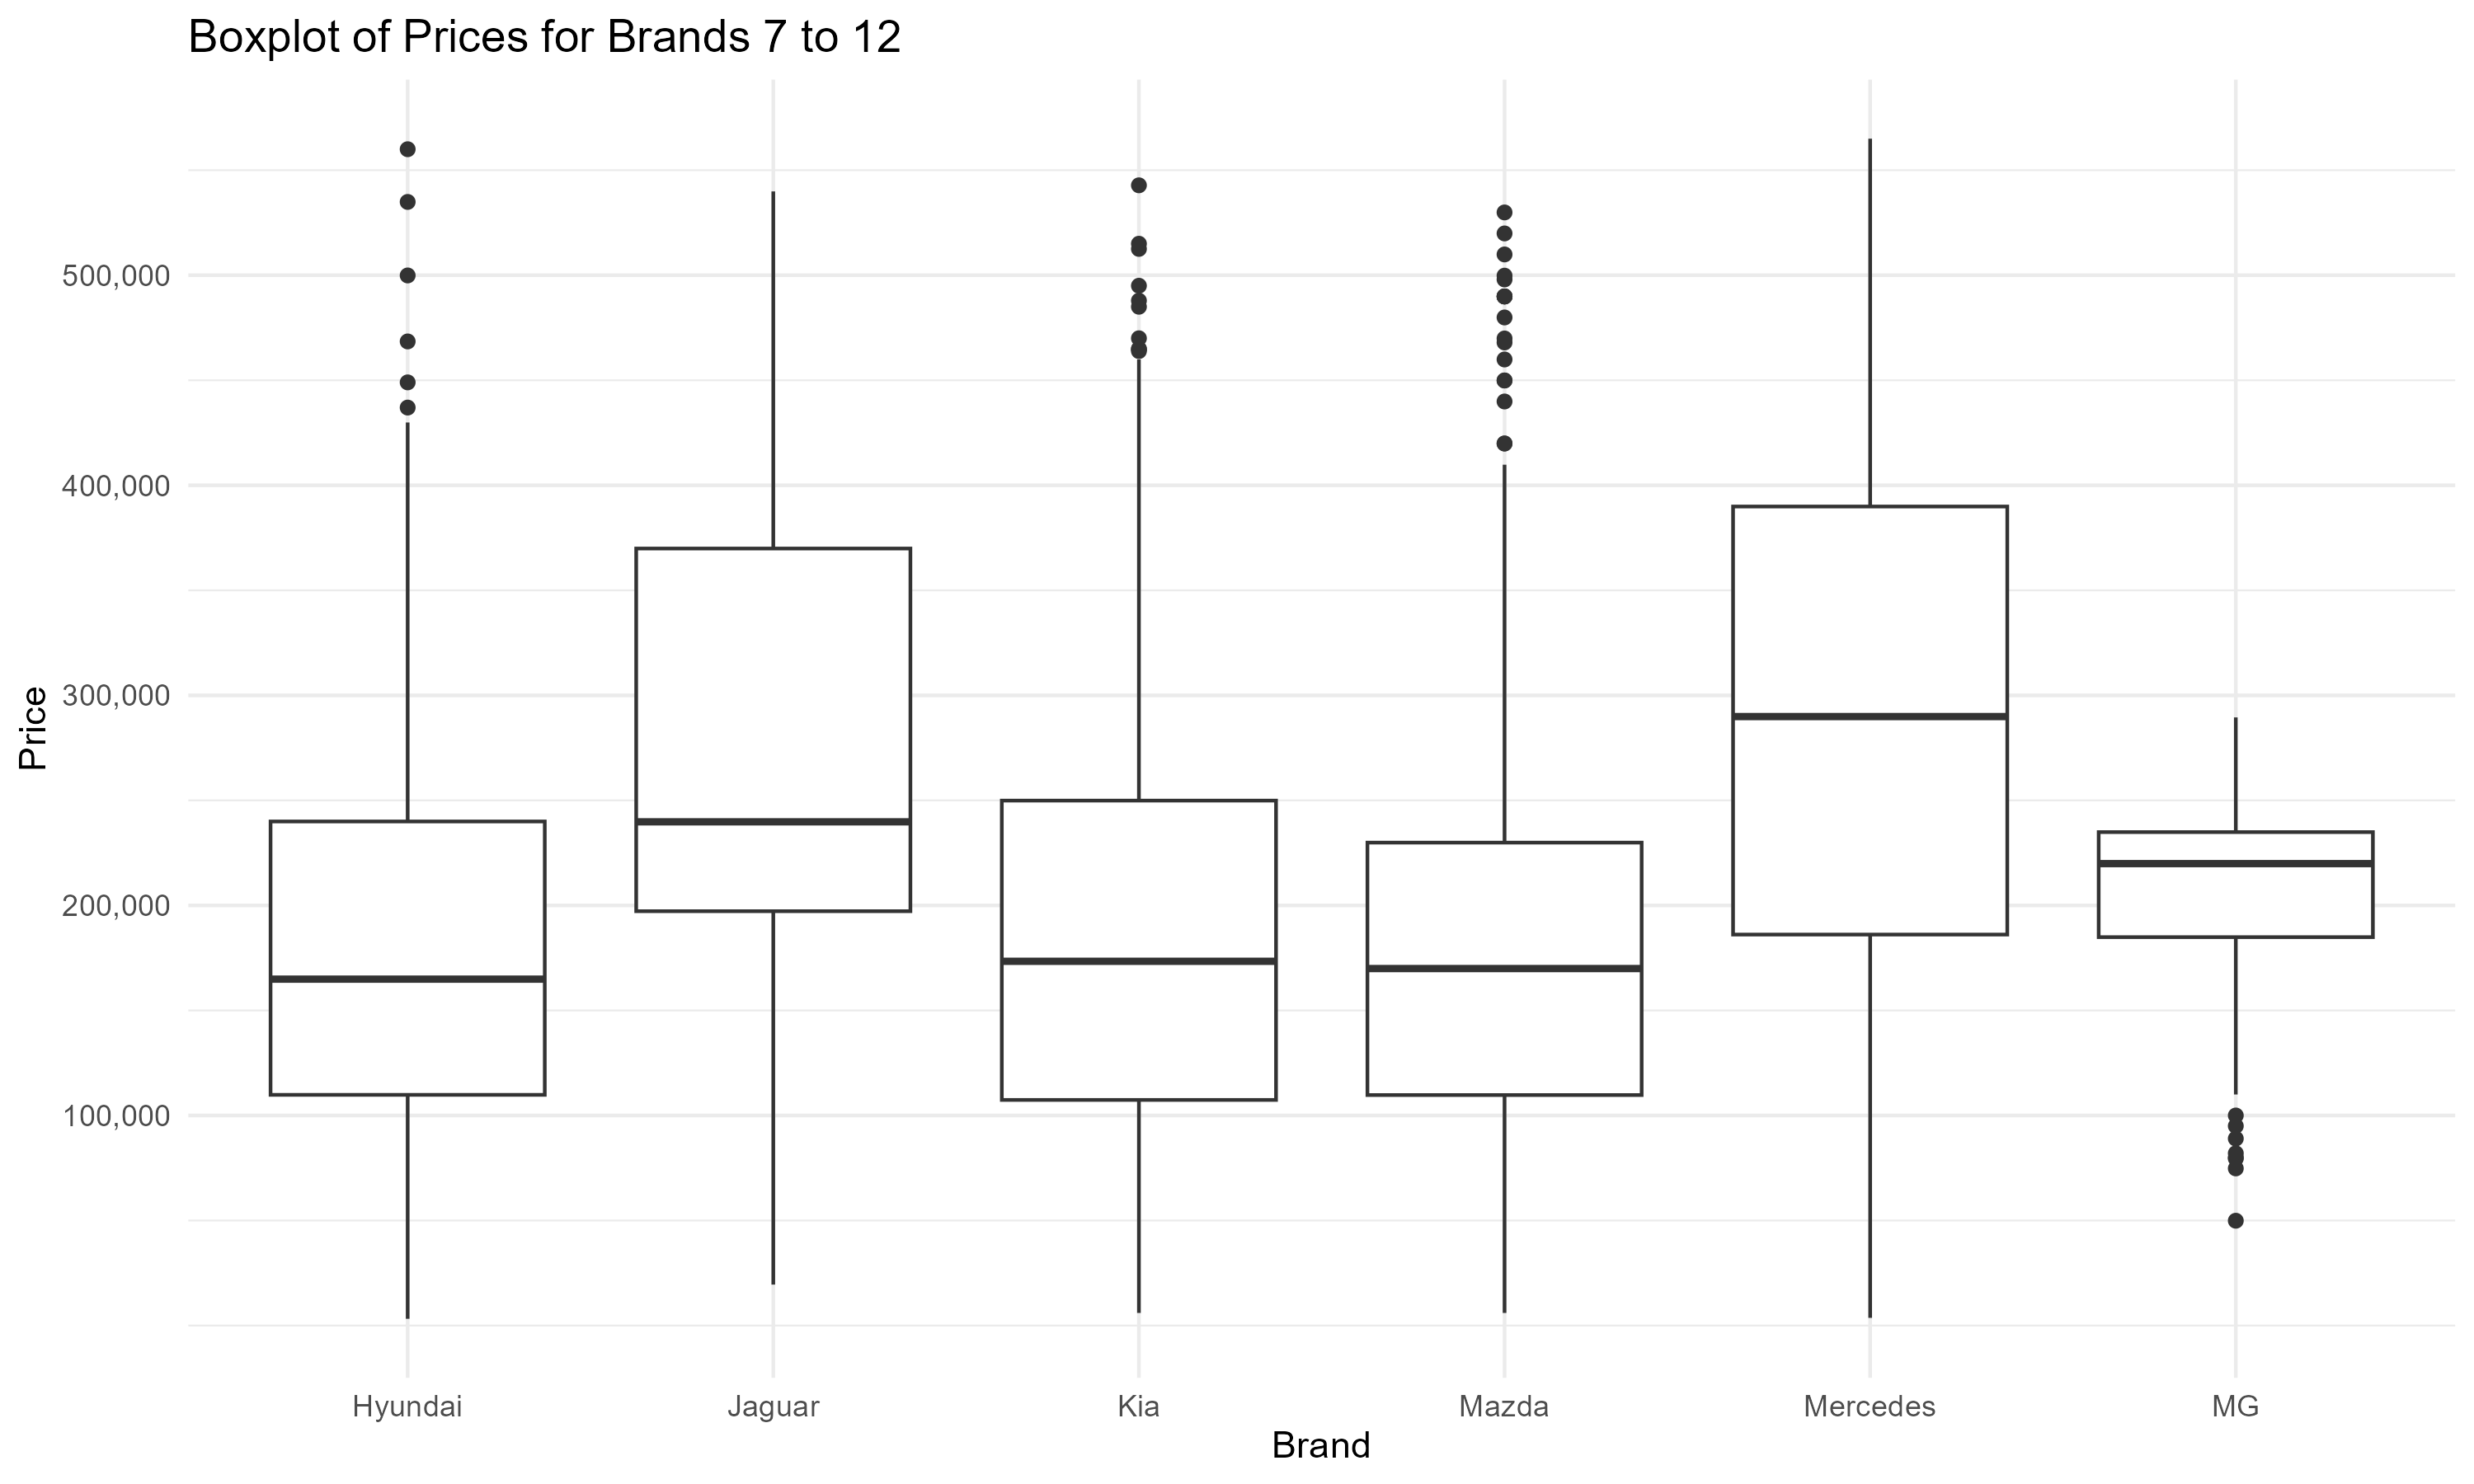 Boxplot of Prices for Brands 7 to 12
Price
500,000
400,000
300,000
200,000
100,000
Hyundai Jaguar Kia Mazda Mercedes MG
Brand